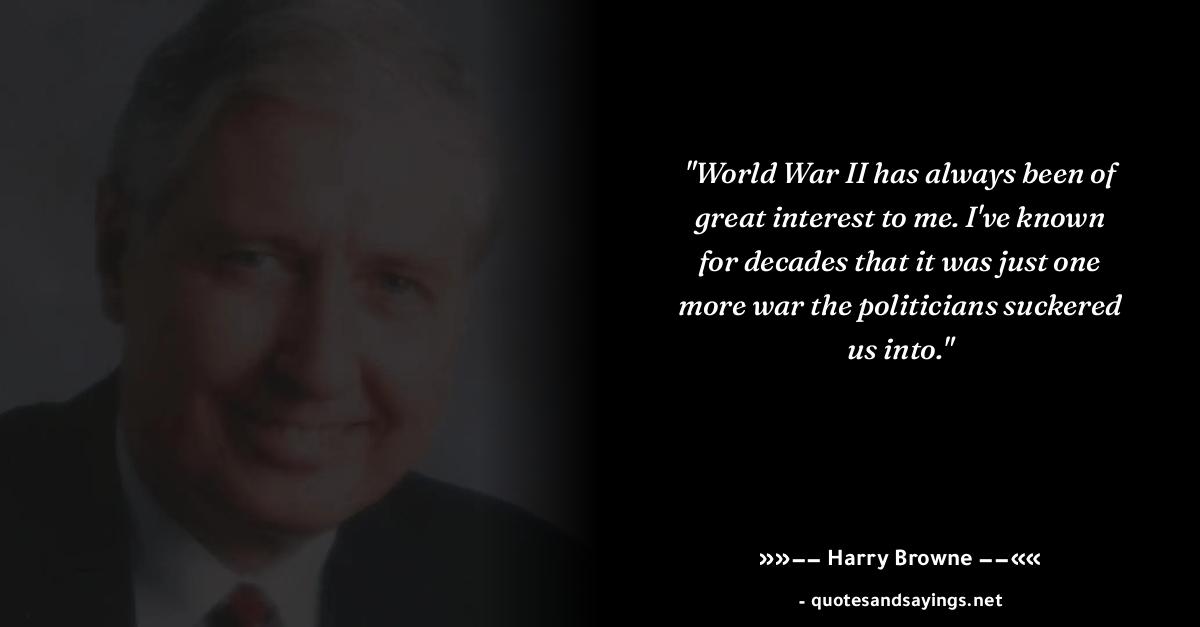 "World War II has always been of
great interest to me. I've known
for decades that it was just one
more war the politicians suckered
us into."
»»–– Harry Browne ––««
- quotesandsayings.net